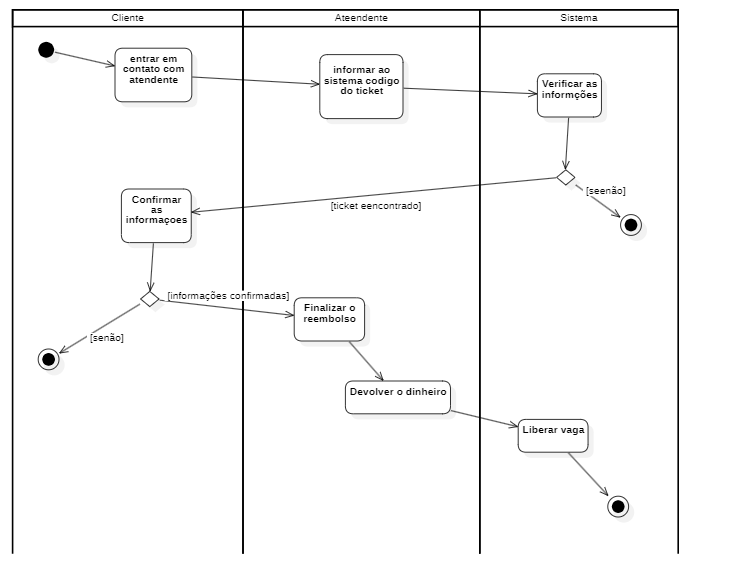 Cliente
Ateendente
Sistema
entrar em
contato com
atendente
informar ao
sistema codigo
do ticket
Verificar as
informções
[seenão]
[ticket eencontrado]
Confirmar
as
informaçoes
[informações confirmadas]
[senão]
Finalizar o
reembolso
Devolver o dinheiro
Liberar vaga